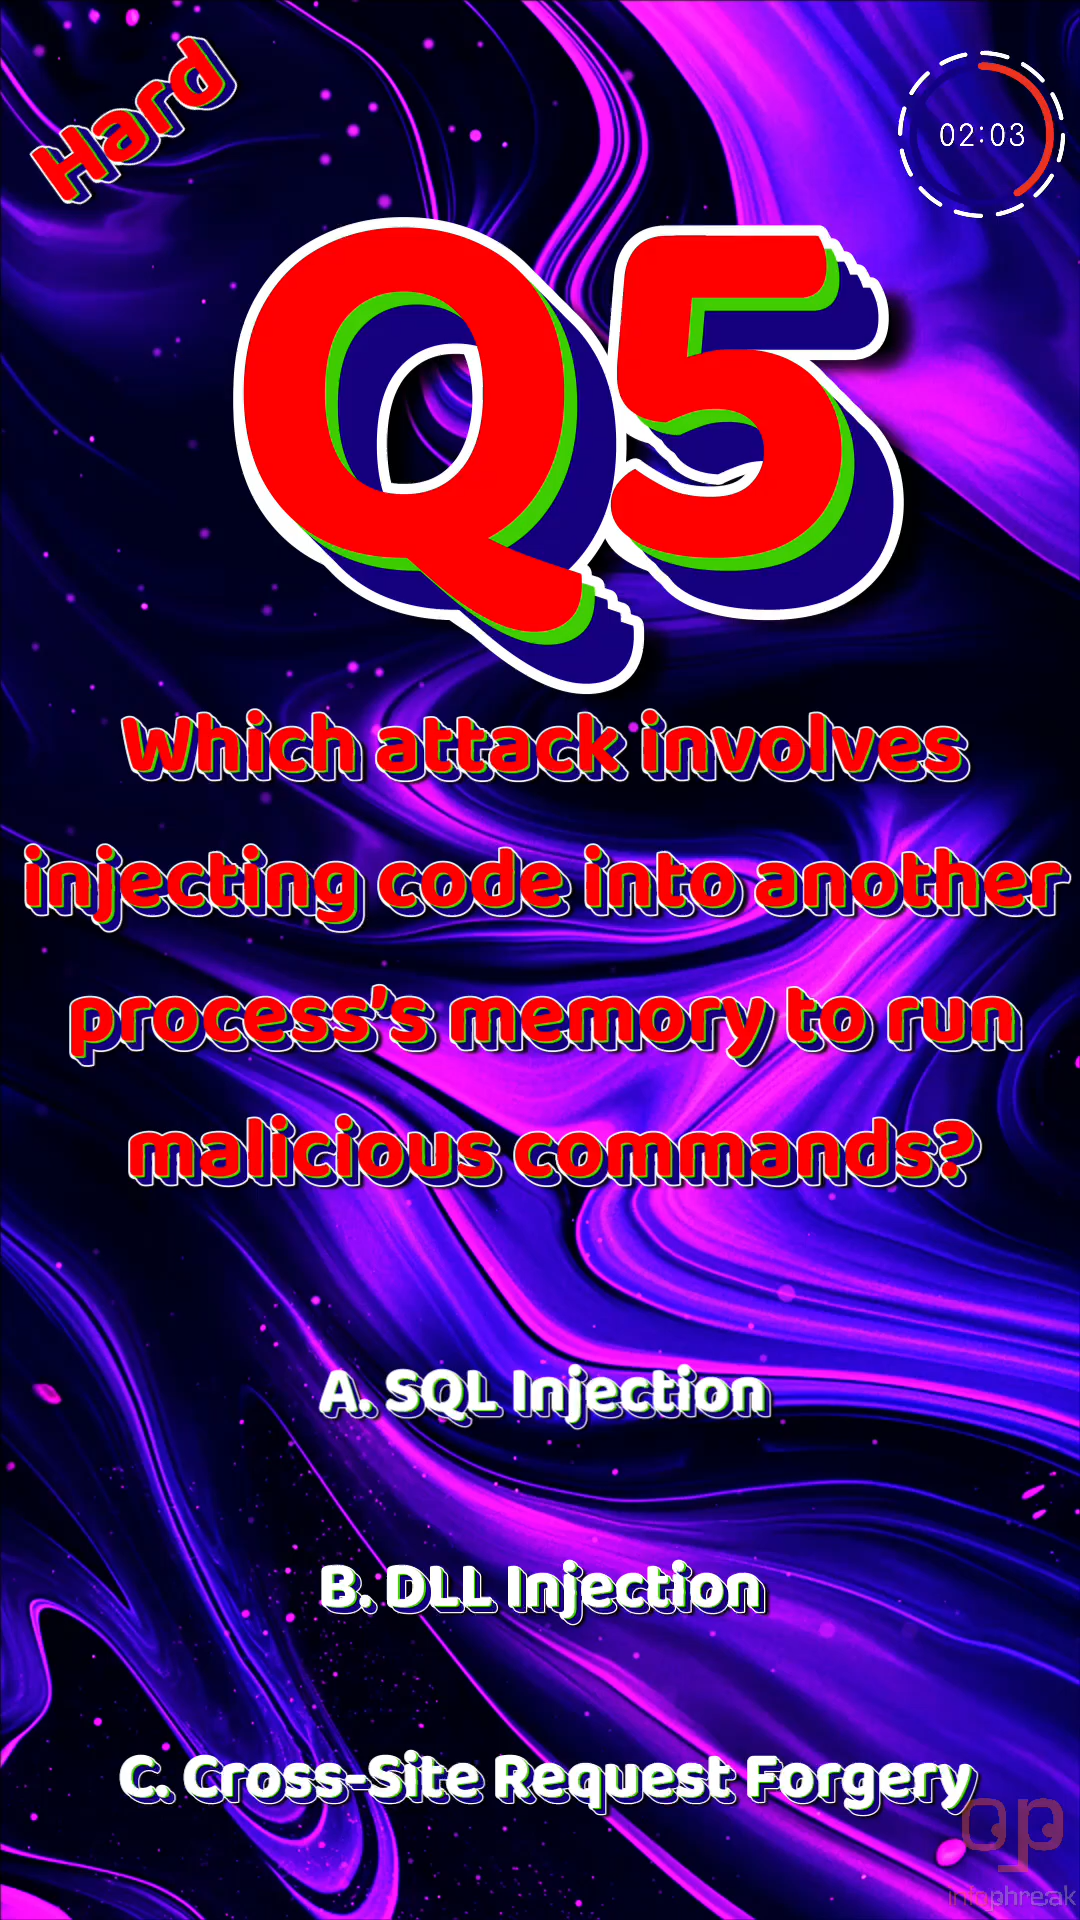 Hard
02:03
Q5
Which attack involves
injecting code into another
process's memory to run
malicious commands?
A. SQL Injection
B. DLL Injection
C. Cross-Site Request Forgery
infophreak